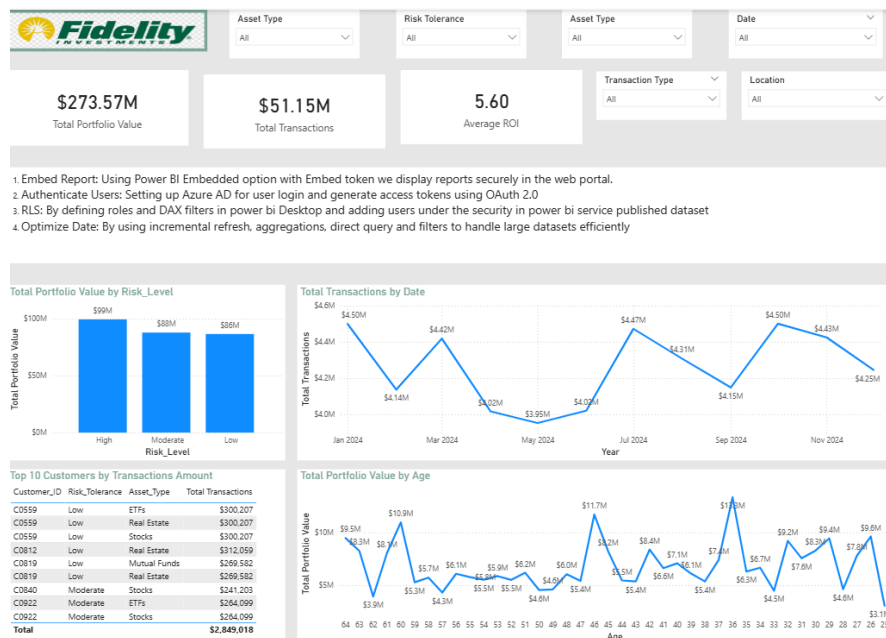 Fidelity
INVESTMENTS
Asset Type
All
Risk Tolerance
All
Asset Type
All
Date
All
$273.57M
Total Portfolio Value
$51.15M
Total Transactions
5.60
Average ROI
Transaction Type
All
Location
All
1. Embed Report: Using Power BI Embedded option with Embed token we display reports securely in the web portal.
2. Authenticate Users: Setting up Azure AD for user login and generate access tokens using OAuth 2.0
3. RLS: By defining roles and DAX filters in power bi Desktop and adding users under the security in power bi service published dataset
4. Optimize Date: By using incremental refresh, aggregations, direct query and filters to handle large datasets efficiently
Total Portfolio Value by Risk_Level
Total Portfolio Value
$100M
$50M
$0M
$99M
$88M
$86M
High Moderate Low
Risk_Level
Total Transactions by Date
Total Transactions
$4.6M
$4.4M
$4.2M
$4.0M
$4.50M
$4.14M
$4.42M
$4.02M
$3.95M
$4.02M
$4.47M
$4.31M
$4.15M
$4.50M
$4.43M
$4.25M
Jan 2024 Mar 2024 May 2024 Jul 2024 Sep 2024 Nov 2024
Year
Top 10 Customers by Transactions Amount
Customer_ID Risk_Tolerance Asset_Type Total Transactions
C0559 Low ETFs $300,207
C0559 Low Real Estate $300,207
C0559 Low Stocks $300,207
C0812 Low Real Estate $312,059
C0819 Low Mutual Funds $269,582
C0819 Low Real Estate $269,582
C0840 Moderate Stocks $241,203
C0922 Moderate ETFs $264,099
C0922 Moderate Stocks $264,099
Total $2,849,018
Total Portfolio Value by Age
Total Portfolio Value
$10M
$5M
$9.5M
$8.3M
$3.9M
$10.9M
$5.3M
$5.7M
$4.3M
$6.1M
$5.5M
$5.9M
$5.5M
$6.2M
$4.6M
$6.0M
$5.4M
$11.7M
$5.4M
$8.4M
$6.6M
$7.1M
$6.1M
$5.4M
$7.4M
$6.3M
$6.7M
$4.5M
$9.2M
$7.6M
$8.3M
$9.4M
$4.6M
$7.8M
$9.6M
64 63 62 61 60 59 58 57 56 55 54 53 52 51 50 49 48 47 46 45 44 43 42 41 40 39 38 37 36 35 34 33 32 31 30 29 28 27 26
Age